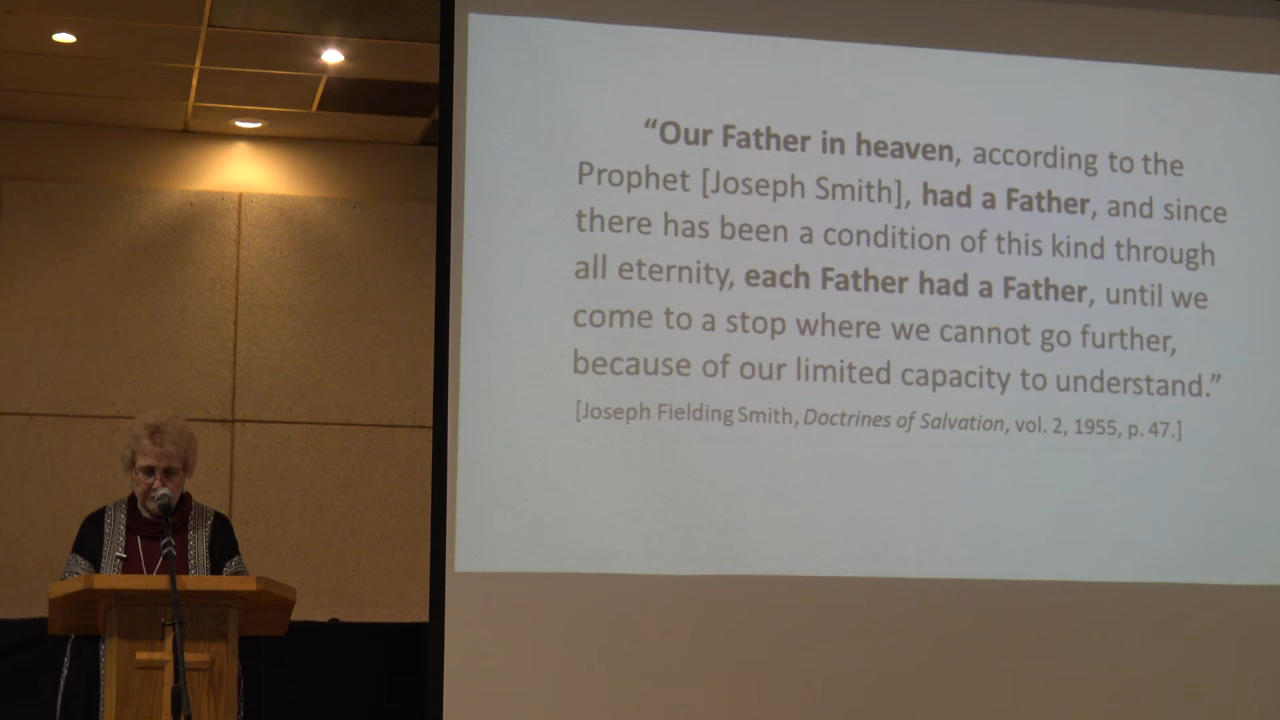 “Our Father in heaven, according to the
Prophet [Joseph Smith], had a Father, and since
there has been a condition of this kind through
all eternity, each Father had a Father, until we
come to a stop where we cannot go further,
because of our limited capacity to understand.”
[Joseph Fielding Smith, Doctrines of Salvation, vol. 2, 1955, p. 47.]